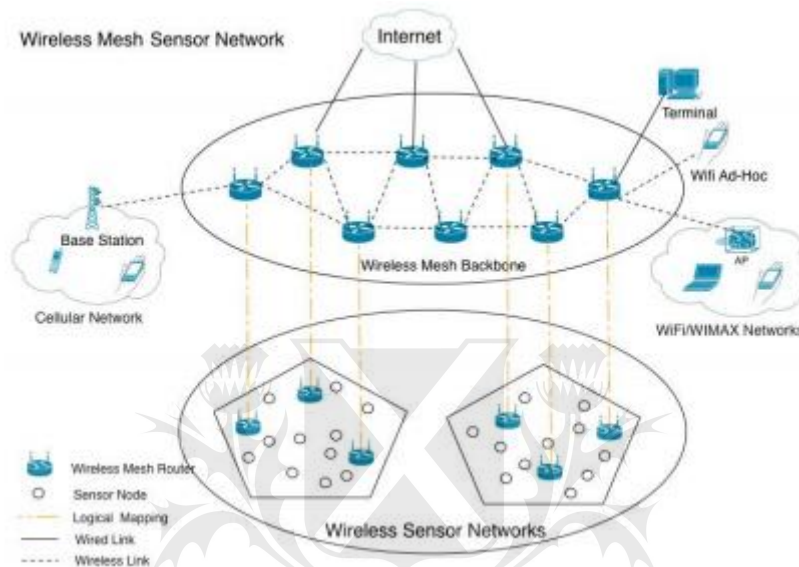 Wireless Mesh Sensor Network
Internet
Terminal
Wifi Ad-Hoc
Base Station
Cellular Network
Wireless Mesh Backbone
AP
WiFi/WIMAX Networks
Wireless Mesh Router
Sensor Node
Logical Mapping
Wired Link
Wireless Link
Wireless Sensor Networks